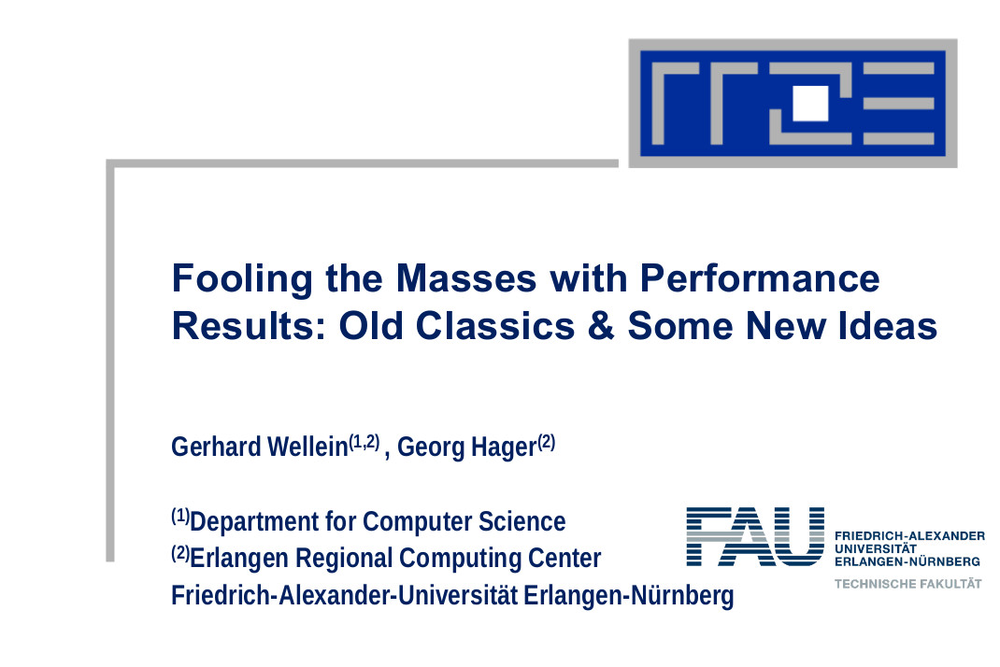 RRZE
Fooling the Masses with Performance
Results: Old Classics & Some New Ideas
Gerhard Wellein(1,2) , Georg Hager(2)
(1)Department for Computer Science
(2)Erlangen Regional Computing Center
Friedrich-Alexander-Universität Erlangen-Nürnberg
FAU
FRIEDRICH-ALEXANDER
UNIVERSITÄT
ERLANGEN-NÜRNBERG
TECHNISCHE FAKULTÄT